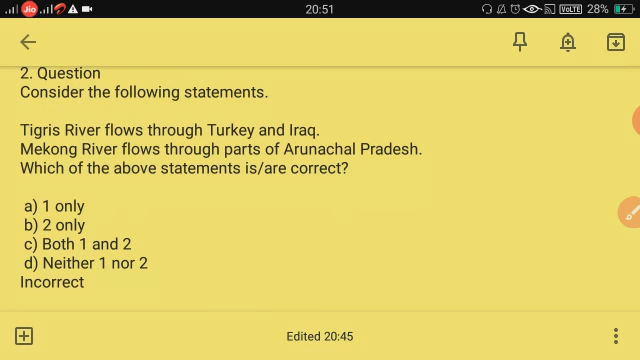 Jio
20:51
VoLTE
28%
2. Question
Consider the following statements.
Tigris River flows through Turkey and Iraq.
Mekong River flows through parts of Arunachal Pradesh.
Which of the above statements is/are correct?
a) 1 only
b) 2 only
c) Both 1 and 2
d) Neither 1 nor 2
Incorrect
Edited 20:45